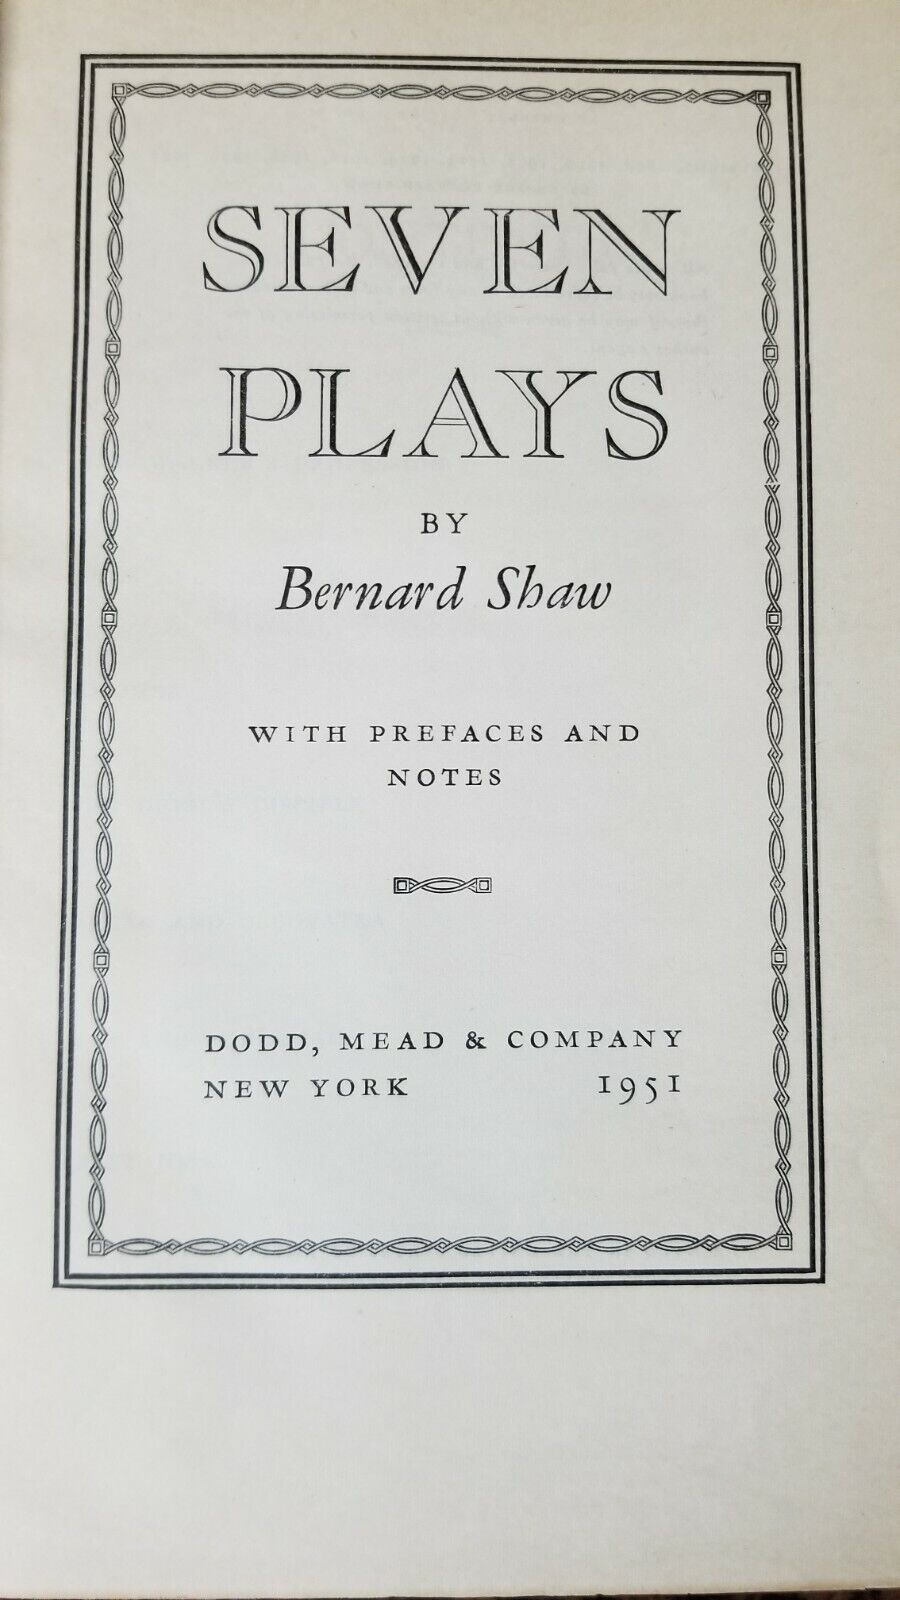 SEVEN
PLAYS
BY
Bernard Shaw
WITH PREFACES AND
NOTES
DODD, MEAD & COMPANY
NEW YORK 1951